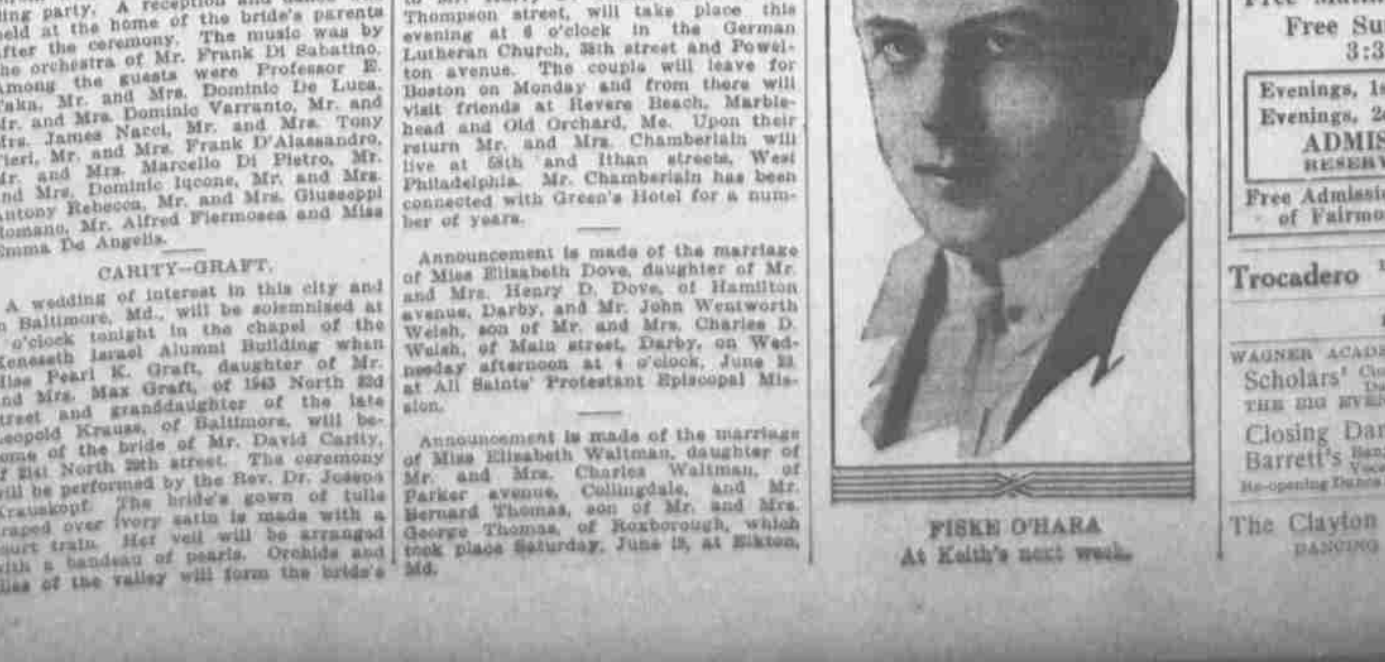 ding party. A reception and
held at the home of the bride's parents
after the ceremony. The music was by
the orchestra of Mr. Frank Di Sabatino.
Among the guests were Professor E.
Mr. and Mrs. Dominic De Luca,
Mr. and Mrs. Dominic Varranto, Mr. and
Mrs. James Nacci, Mr. and Mrs. Tony
Mr. and Mrs. Frank D'Alassandro,
Mr. and Mrs. Marcello Di Pietro, Mr.
and Mrs. Dominic Iqcone, Mr. and Mrs.
Antony Rebecca, Mr. and Mrs. Giuseppi
Romano, Mr. Alfred Fiermosca and Miss
Emma De Angelis.
CARITY—GRAFT.
A wedding of interest in this city and
in Baltimore, Md., will be solemnized at
o'clock tonight in the chapel of the
Keneseth Israel Alumni Building when
Miss Pearl K. Graft, daughter of Mr.
and Mrs. Max Graft, of 1943 North
street and granddaughter of the late
Leopold Krauss, of Baltimore, will be-
come of the bride of Mr. David Carity,
of North street. The ceremony
will be performed by the Rev. Dr. Joseph
Krauskopf. The bride's gown of tulle
draped over ivory satin is made with a
court train. Her veil will be arranged
with a bandeau of pearls. Orchids and
lilies of the valley will form the bride's
Thompson street, will take place this
evening at 6 o'clock in the German
Lutheran Church, 38th street and Powel-
ton avenue. The couple will leave for
Boston on Monday and from there will
visit friends at Revere Beach, Marble-
head and Old Orchard, Me. Upon their
return Mr. and Mrs. Chamberlain will
live at 58th and Ithan streets, West
Philadelphia. Mr. Chamberlain has been
connected with Green's Hotel for a num-
ber of years.
Announcement is made of the marriage
of Miss Elizabeth Dove, daughter of Mr.
and Mrs. Henry D. Dove, of Hamilton
avenue, Darby, and Mr. John Wentworth
Welsh, son of Mr. and Mrs. Charles D.
Welsh, of Main street, Darby, on Wed-
nesday afternoon at 4 o'clock, June 23,
at All Saints' Protestant Episcopal Mis-
sion.
Announcement is made of the marriage
of Miss Elizabeth Waltman, daughter of
Mr. and Mrs. Charles Waltman, of
Parker avenue, Collingdale, and Mr.
Bernard Thomas, son of Mr. and Mrs.
George Thomas, of Roxborough, which
took place Saturday, June 19, at Elkton,
Md.
FISKE O'HARA
At Keith's next week.
Free Su
3:3
Evenings, 1s
Evenings, 2d
ADMIS
RESERV
Free Admissio
of Fairmo
Trocadero
WAGNER ACADE
Scholars'
THE BIG EVEN
Closing Dan
Barrett's
Re-opening Dance
The Clayton
DANCING